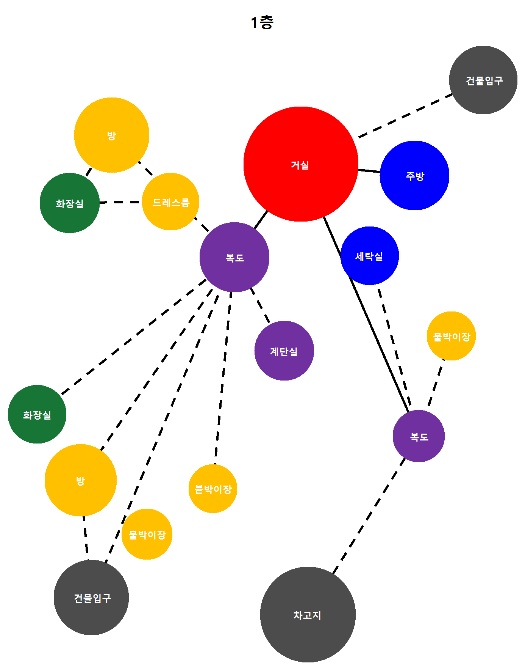 1층
건물입구
방
거실
주방
화장실
드레스룸
복도
세탁실
붙박이장
계단실
화장실
복도
방
붙박이장
붙박이장
건물입구
차고지